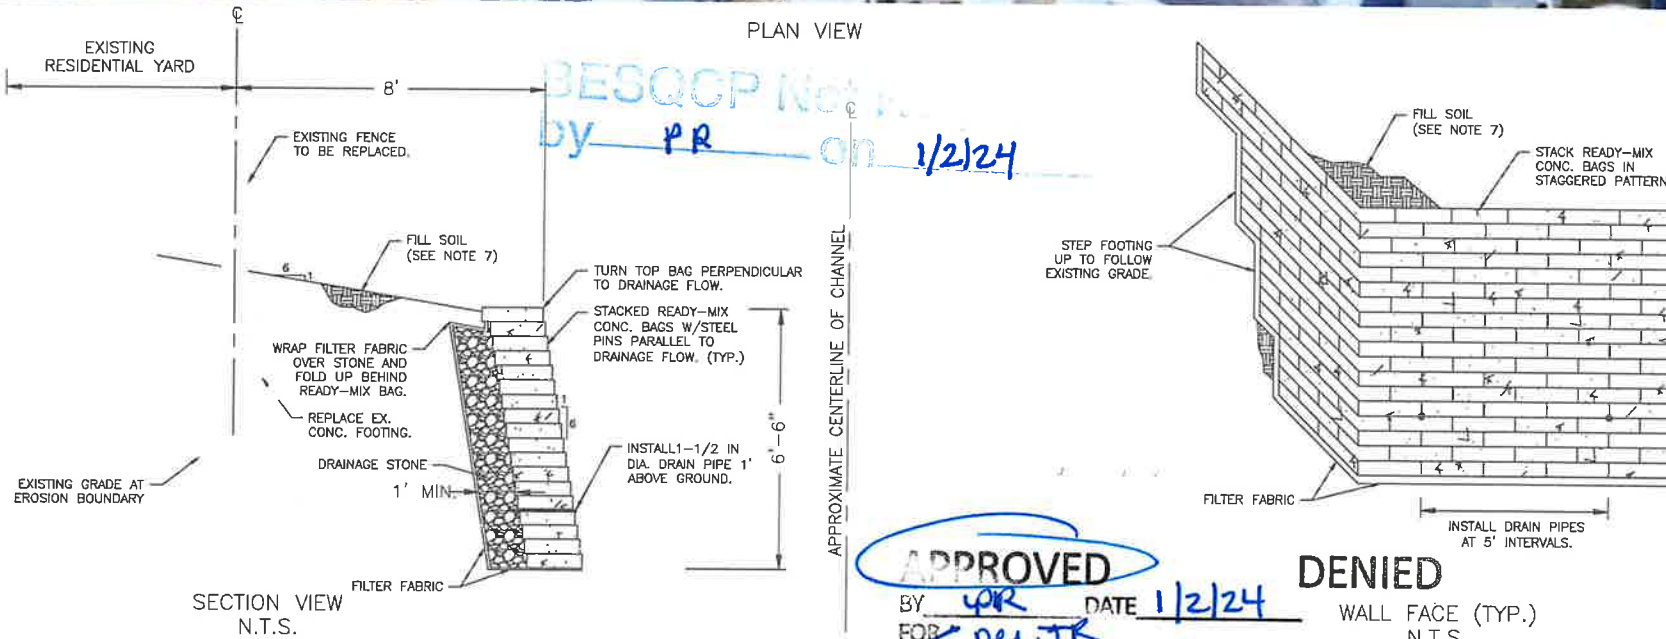 PLAN VIEW
℄
EXISTING
RESIDENTIAL YARD
8'
BESQCP Not
by PR on 1/2/24
EXISTING FENCE
TO BE REPLACED.
FILL SOIL
(SEE NOTE 7)
6
1
TURN TOP BAG PERPENDICULAR
TO DRAINAGE FLOW.
STACKED READY-MIX
CONC. BAGS W/STEEL
PINS PARALLEL TO
DRAINAGE FLOW. (TYP.)
WRAP FILTER FABRIC
OVER STONE AND
FOLD UP BEHIND
READY-MIX BAG.
REPLACE EX.
CONC. FOOTING.
1
6
DRAINAGE STONE
1' MIN.
INSTALL1-1/2 IN
DIA. DRAIN PIPE 1'
ABOVE GROUND.
6'-6"
EXISTING GRADE AT
EROSION BOUNDARY
FILTER FABRIC
SECTION VIEW
N.T.S.
℄
APPROXIMATE CENTERLINE OF CHANNEL
FILL SOIL
(SEE NOTE 7)
STACK READY-MIX
CONC. BAGS IN
STAGGERED PATTERN
STEP FOOTING
UP TO FOLLOW
EXISTING GRADE.
FILTER FABRIC
INSTALL DRAIN PIPES
AT 5' INTERVALS.
APPROVED
DENIED
BY PR DATE 1/2/24
FOR
WALL FACE (TYP.)
N.T.S.